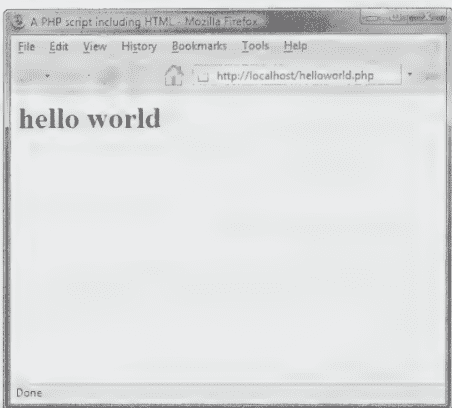 A PHP script including HTML - Mozilla Firefox
File Edit View History Bookmarks Tools Help
http://localhost/helloworld.php
hello world
Done